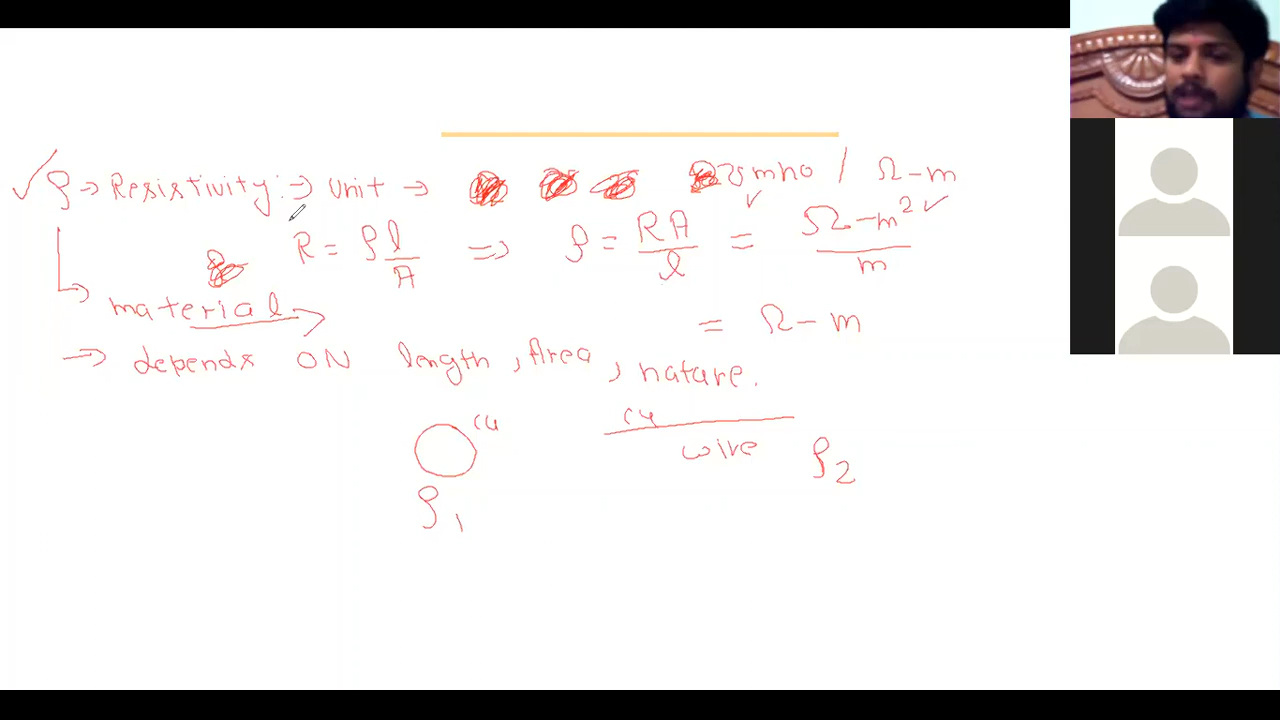 ✓ ρ → Resistivity :→ Unit → ℧ mho / Ω-m
R = ρ l / A ⇒ ρ = RA / l = Ω-m² / m
material →
= Ω-m
→ depends ON length, Area, nature.
Cu Cu
wire ρ2
ρ1